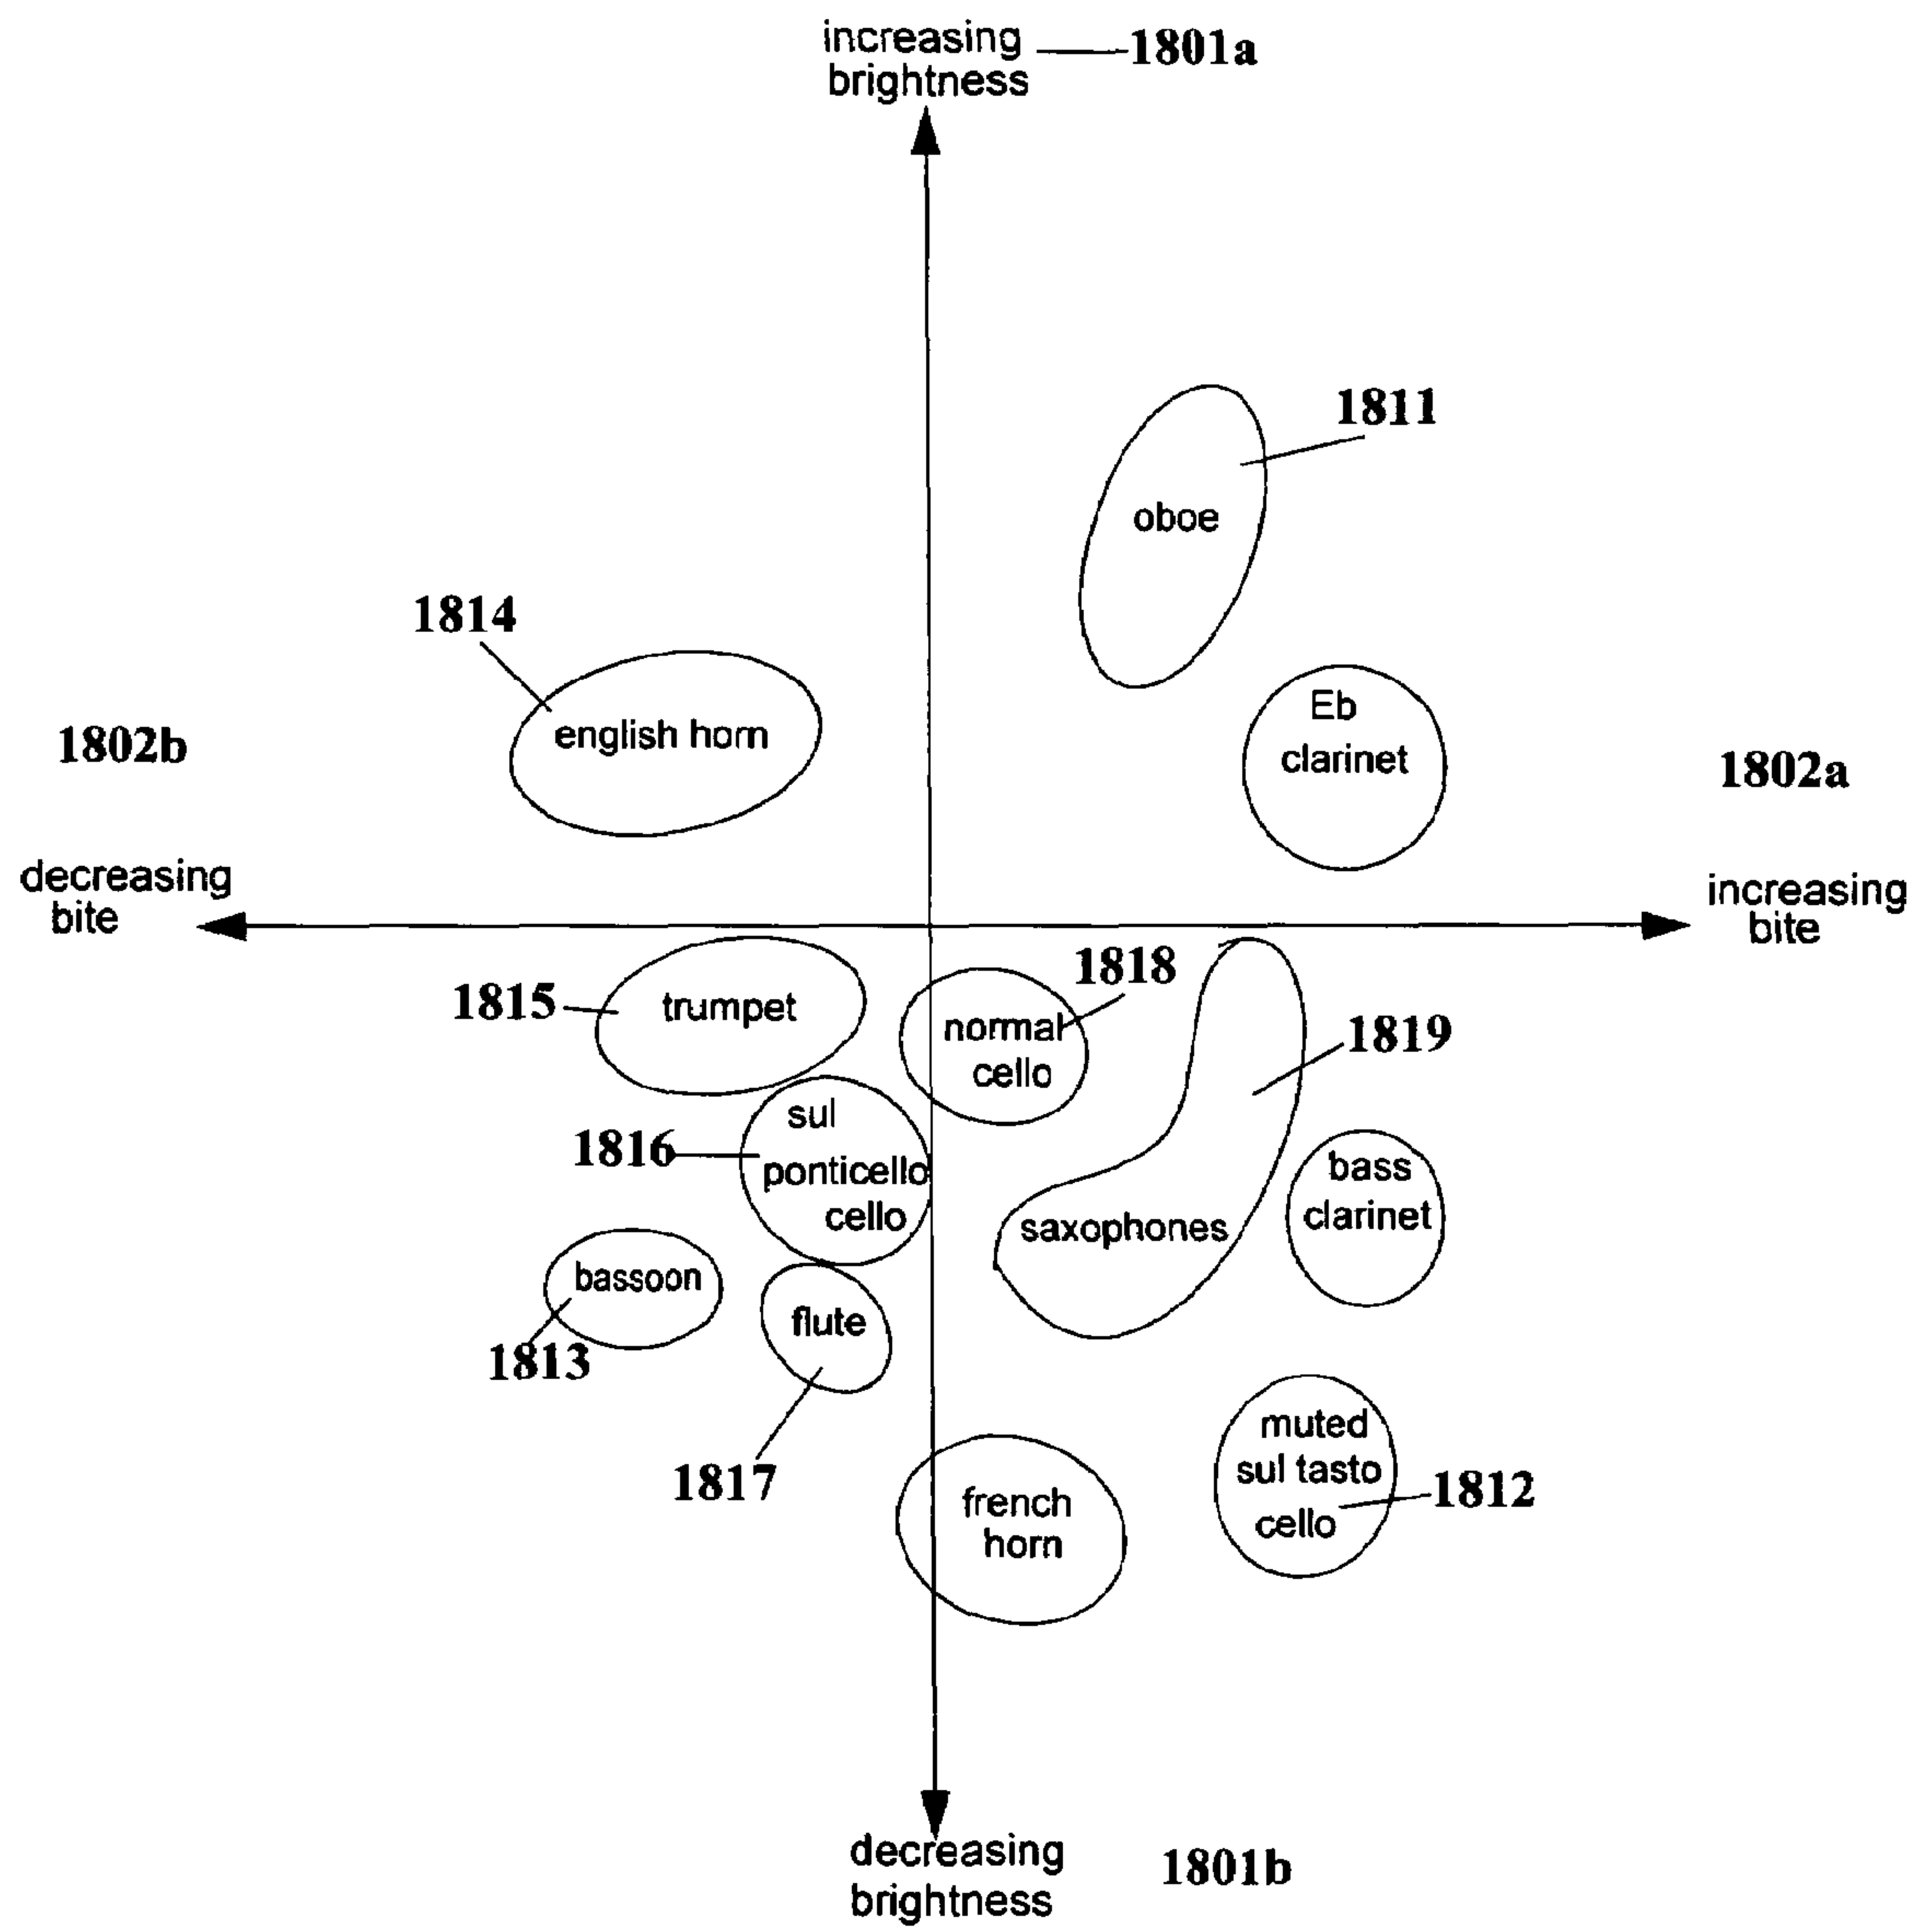 increasing
brightness
1801a
1811
oboe
1814
english horn
Eb
clarinet
1802b
1802a
decreasing
bite
increasing
bite
1815
trumpet
1818
normal
cello
1819
sul
ponticello
cello
1816
bass
clarinet
saxophones
bassoon
1813
flute
1817
muted
sul tasto
cello
1812
french
horn
decreasing
brightness
1801b